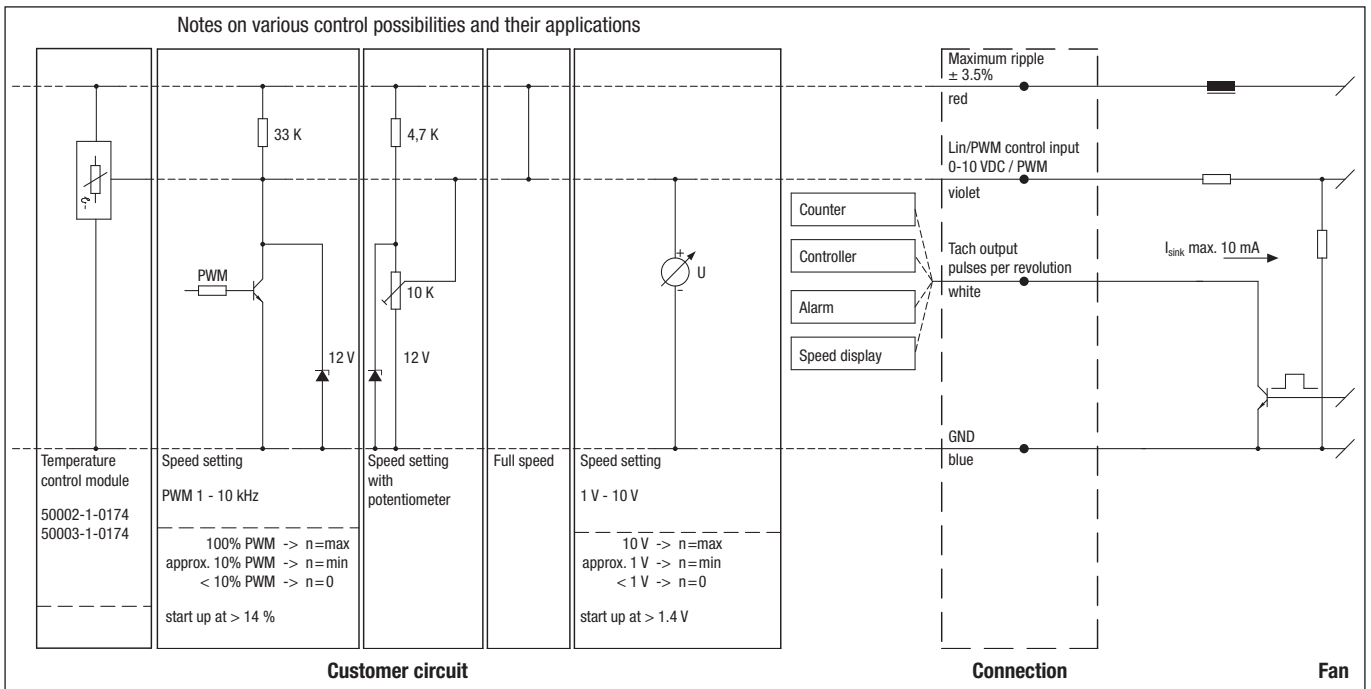 Notes on various control possibilities and their applications
33 K
PWM
12 V
4,7 K
10 K
12 V
+
U
-
Counter
Controller
Alarm
Speed display
Maximum ripple
± 3.5%
red
Lin/PWM control input
0-10 VDC / PWM
violet
Tach output
pulses per revolution
white
Isink max. 10 mA
GND
blue
Temperature
control module
50002-1-0174
50003-1-0174
Speed setting
PWM 1 - 10 kHz
100% PWM -> n=max
approx. 10% PWM -> n=min
< 10% PWM -> n=0
start up at > 14 %
Speed setting
with
potentiometer
Full speed
Speed setting
1 V - 10 V
10 V -> n=max
approx. 1 V -> n=min
< 1 V -> n=0
start up at > 1.4 V
Customer circuit
Connection
Fan